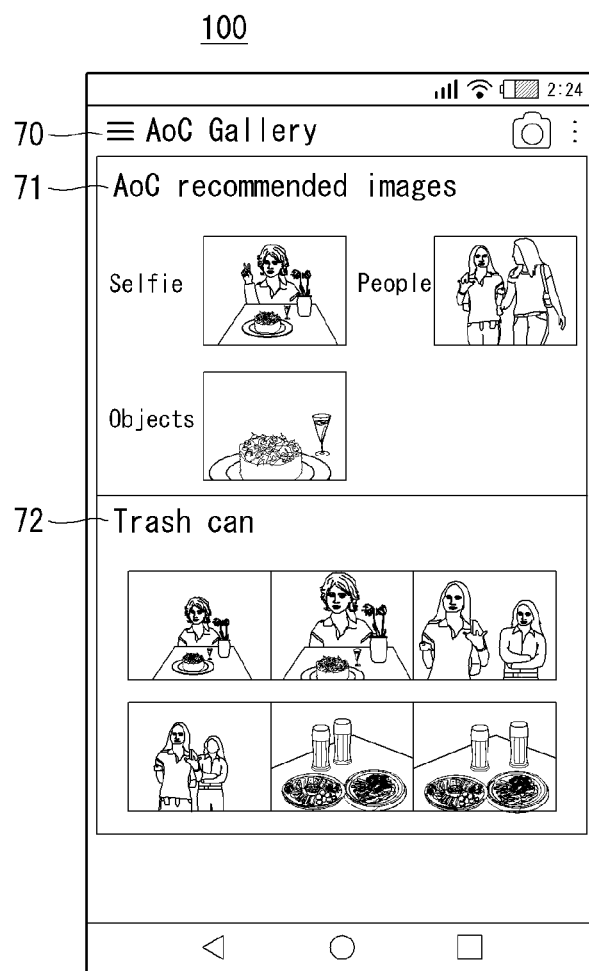 100
2:24
70 AoC Gallery
71 AoC recommended images
Selfie People
Objects
72 Trash can